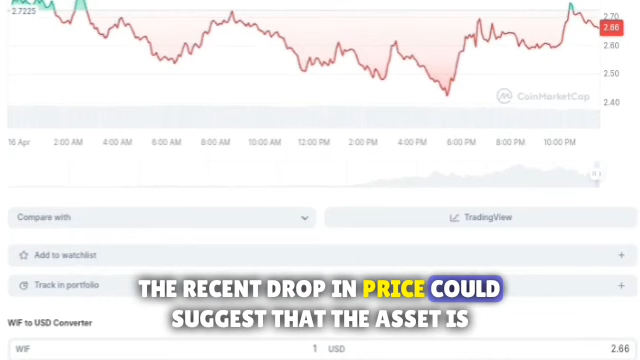 2.7225
2.70
2.66
2.60
2.50
2.40
CoinMarketCap
16 Apr 2:00 AM 4:00 AM 6:00 AM 8:00 AM 10:00 AM 12:00 PM 2:00 PM 4:00 PM 6:00 PM 8:00 PM 10:00 PM
Compare with
TradingView
Add to watchlist +
Track in portfolio +
THE RECENT DROP IN PRICE COULD
SUGGEST THAT THE ASSET IS
WIF to USD Converter
WIF 1 USD 2.66